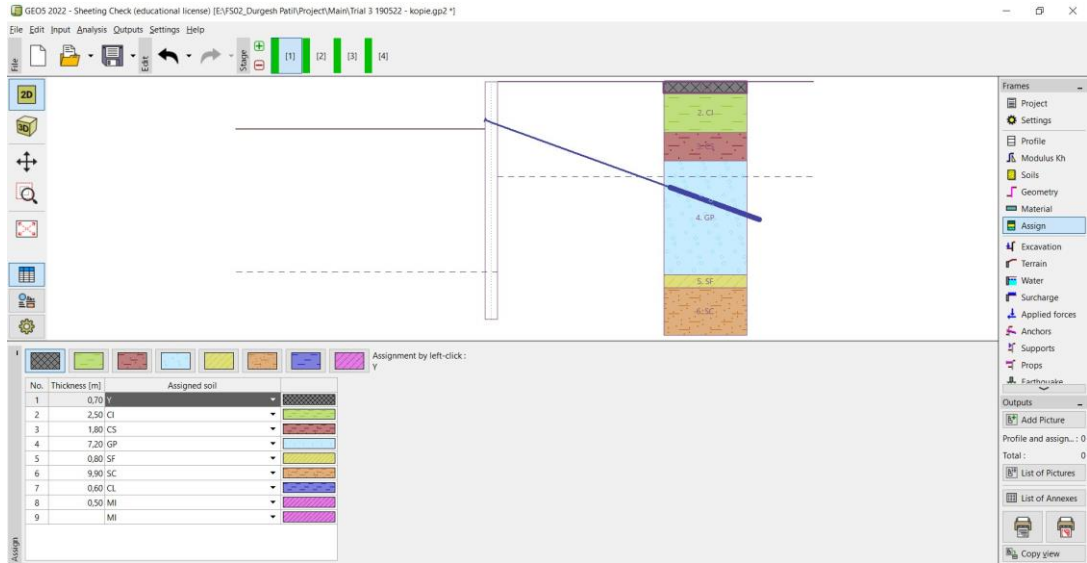 GEO5 2022 - Sheeting Check (educational license) [E:\FS02_Durgesh Patil\Project\Main\Trial 3 190522 - kopie.gp2 *]
File Edit Input Analysis Outputs Settings Help
File
Edit
Stage
[1] [2] [3] [4]
2D
3D
2. CI
4. GP
5. SF
6. SC
Frames
Project
Settings
Profile
Modulus Kh
Soils
Geometry
Material
Assign
Excavation
Terrain
Water
Surcharge
Applied forces
Anchors
Supports
Props
Earthquake
Outputs
Add Picture
Profile and assign...: 0
Total : 0
List of Pictures
List of Annexes
Copy view
Assignment by left-click :
Y
No. Thickness [m] Assigned soil
1 0,70 Y
2 2,50 CI
3 1,80 CS
4 7,20 GP
5 0,80 SF
6 9,90 SC
7 0,60 CL
8 0,50 MI
9 MI
Assign